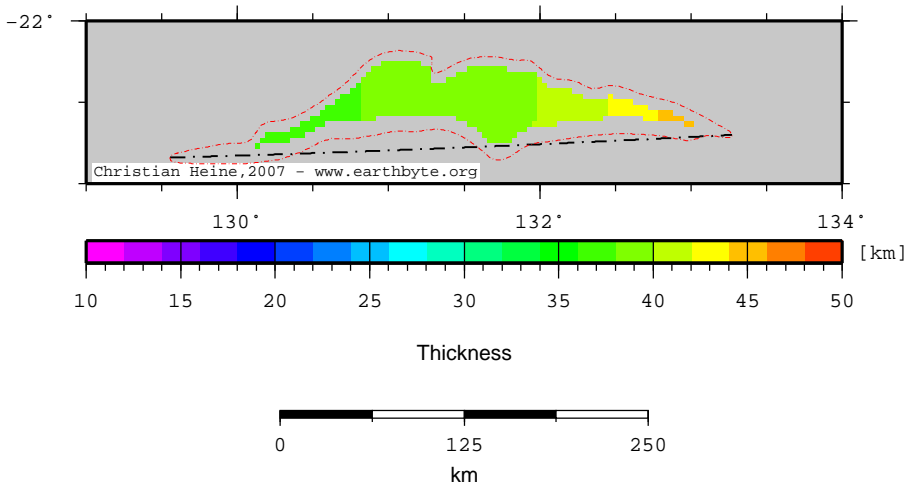 -22°
Christian Heine,2007 - www.earthbyte.org
130° 132° 134°
[km]
10 15 20 25 30 35 40 45 50
Thickness
0 125 250
km